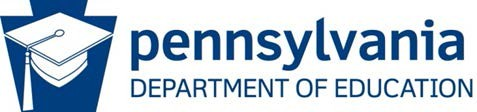 pennsylvania
DEPARTMENT OF EDUCATION